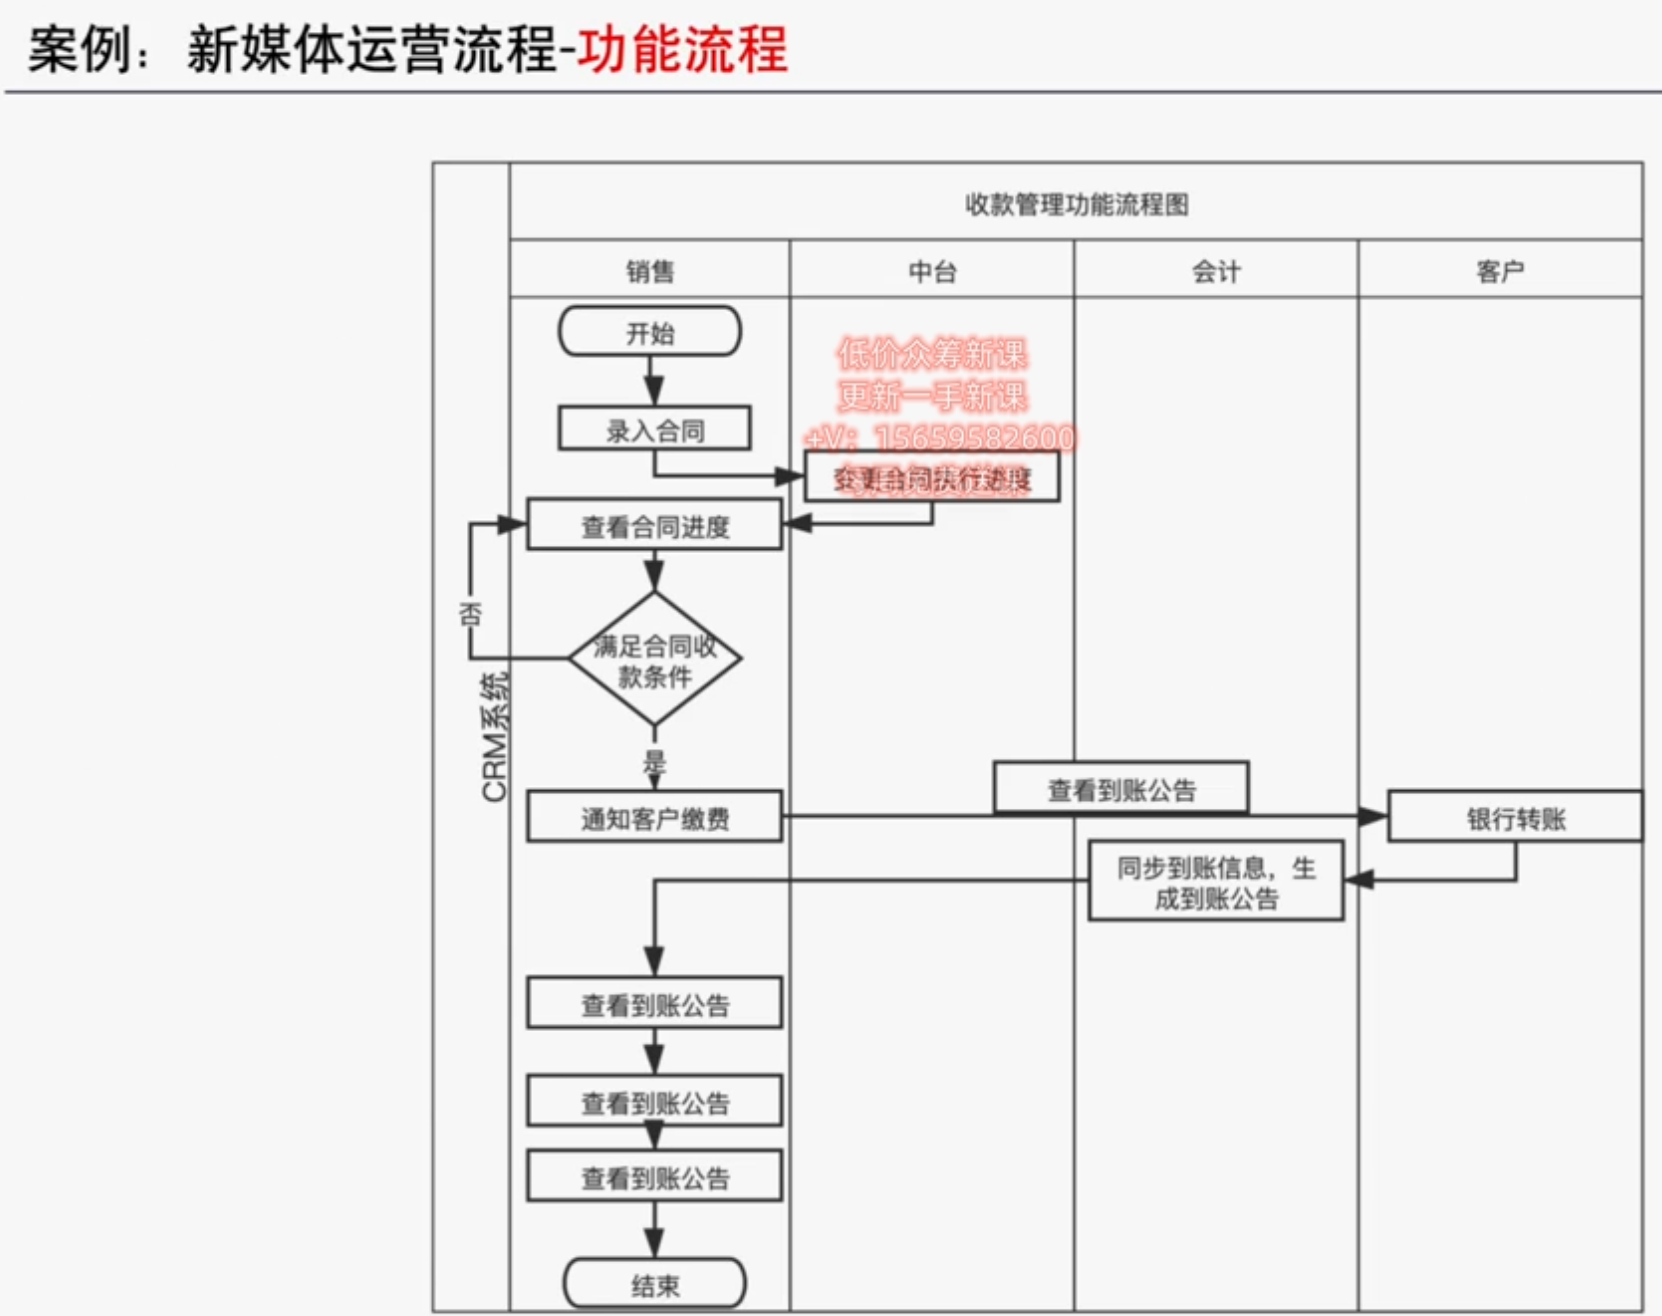 案例：新媒体运营流程-功能流程
收款管理功能流程图
销售
中台
会计
客户
开始
低价众筹新课
更新一手新课
录入合同
+V：15659582600
变更合同执行进度
查看合同进度
否
满足合同收
款条件
CRM系统
是
查看到账公告
通知客户缴费
银行转账
同步到账信息，生
成到账公告
查看到账公告
查看到账公告
查看到账公告
结束